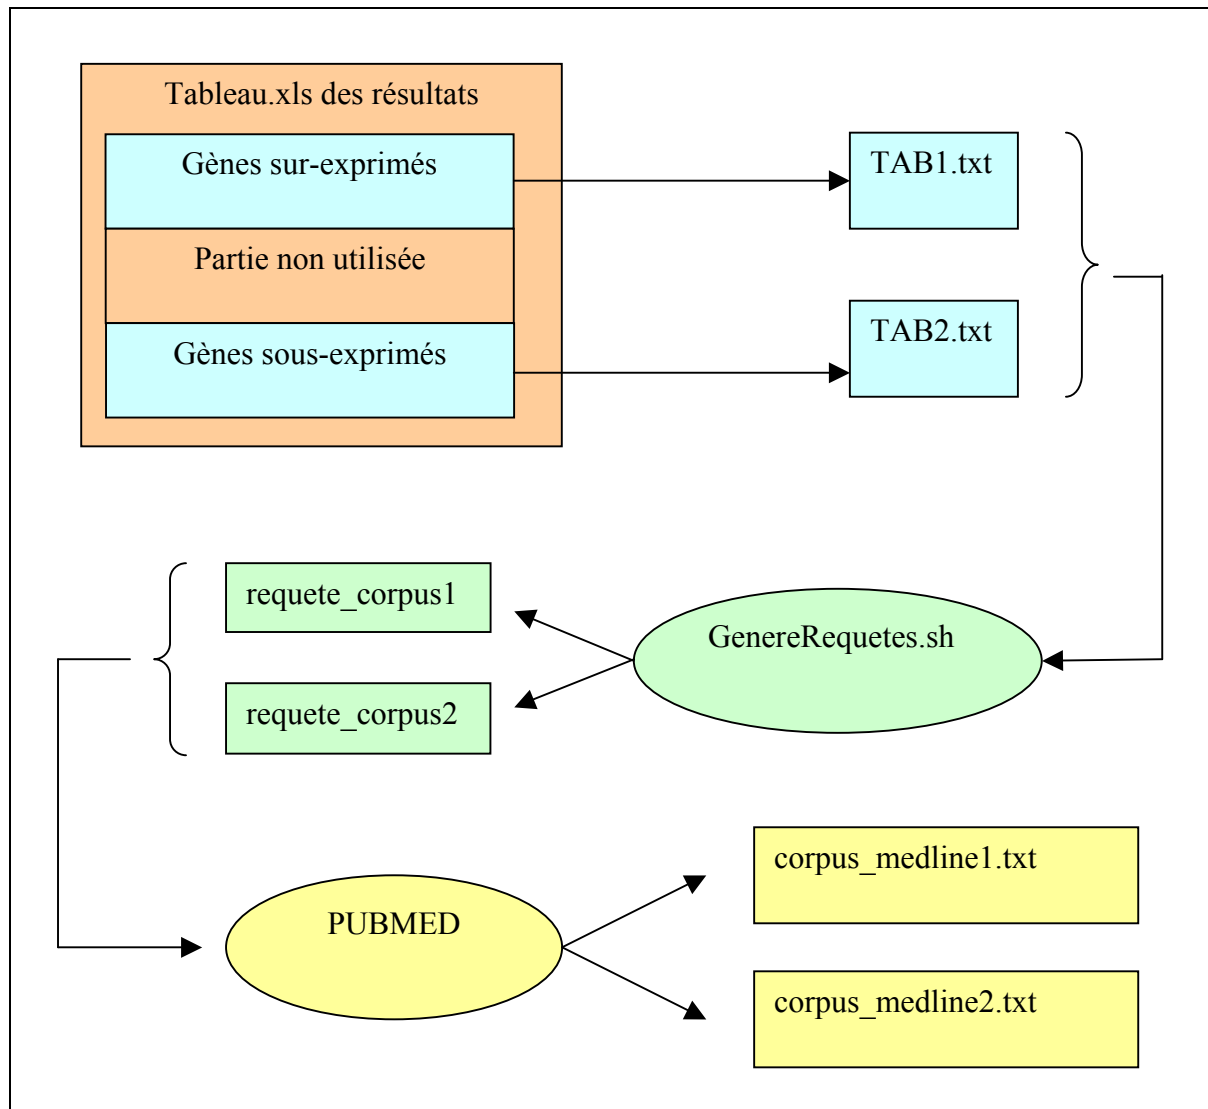 Tableau.xls des résultats
Gènes sur-exprimés
TAB1.txt
Partie non utilisée
Gènes sous-exprimés
TAB2.txt
requete_corpus1
GenereRequetes.sh
requete_corpus2
corpus_medline1.txt
PUBMED
corpus_medline2.txt